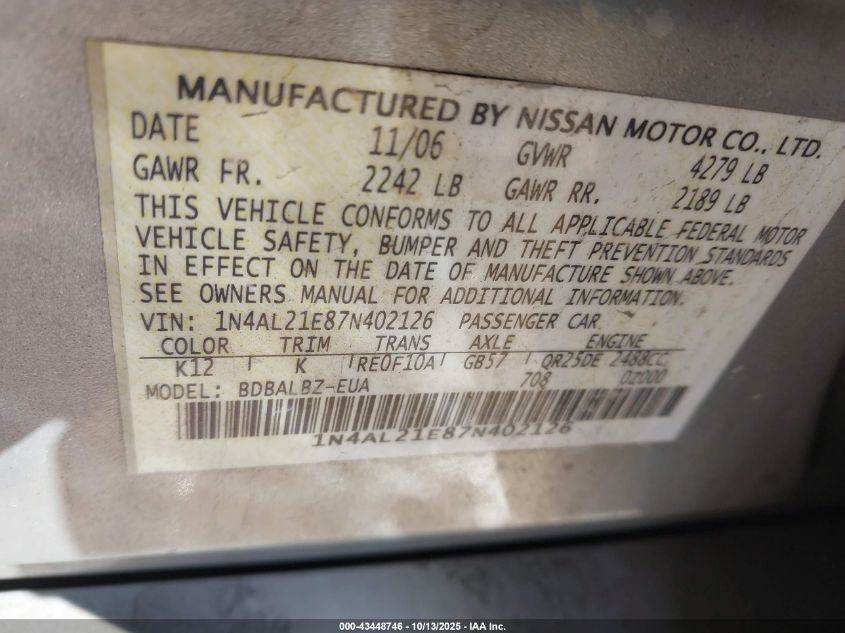 MANUFACTURED BY NISSAN MOTOR CO., LTD.
DATE 11/06 GVWR 4279 LB
GAWR FR. 2242 LB GAWR RR. 2189 LB
THIS VEHICLE CONFORMS TO ALL APPLICABLE FEDERAL MOTOR
VEHICLE SAFETY, BUMPER AND THEFT PREVENTION STANDARDS
IN EFFECT ON THE DATE OF MANUFACTURE SHOWN ABOVE.
SEE OWNERS MANUAL FOR ADDITIONAL INFORMATION.
VIN: 1N4AL21E87N402126 PASSENGER CAR
COLOR TRIM TRANS AXLE ENGINE
K12 K RE0F10A GB57 QR25DE 2488CC
MODEL: BDBALBZ-EUA 708 0Z000
1N4AL21E87N402126
000-43448746 - 10/13/2025 - IAA Inc.